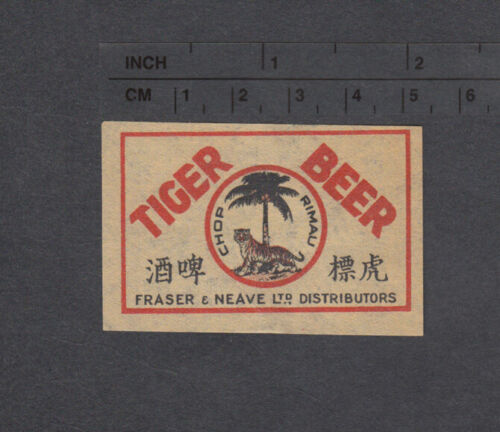 INCH 1 2
CM 1 2 3 4 5 6
TIGER BEER
CHOP RIMAU
酒啤 標虎
FRASER & NEAVE LTD DISTRIBUTORS